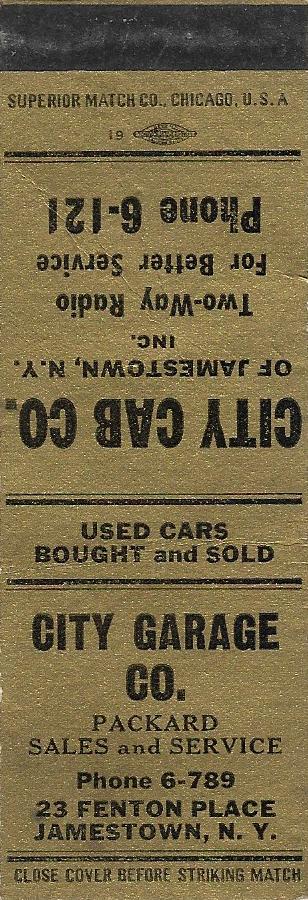 SUPERIOR MATCH CO., CHICAGO, U.S.A
19
CITY CAB CO.
OF JAMESTOWN, N.Y.
INC.
Two-Way Radio
For Better Service
Phone 6-121
USED CARS
BOUGHT and SOLD
CITY GARAGE
CO.
PACKARD
SALES and SERVICE
Phone 6-789
23 FENTON PLACE
JAMESTOWN, N. Y.
CLOSE COVER BEFORE STRIKING MATCH